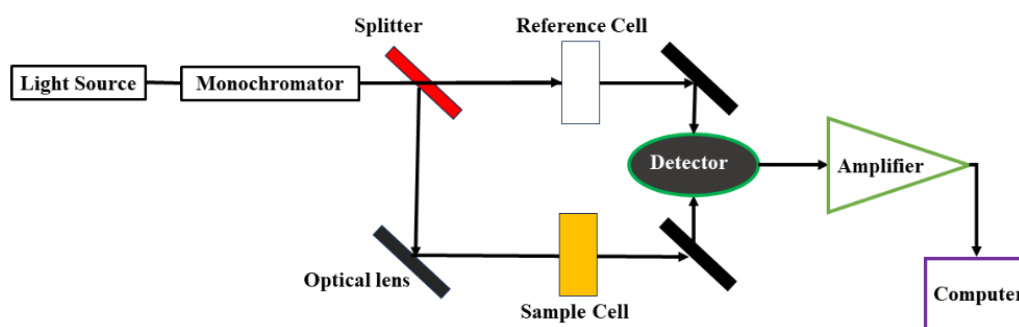 Splitter
Reference Cell
Light Source
Monochromator
Detector
Amplifier
Optical lens
Sample Cell
Computer